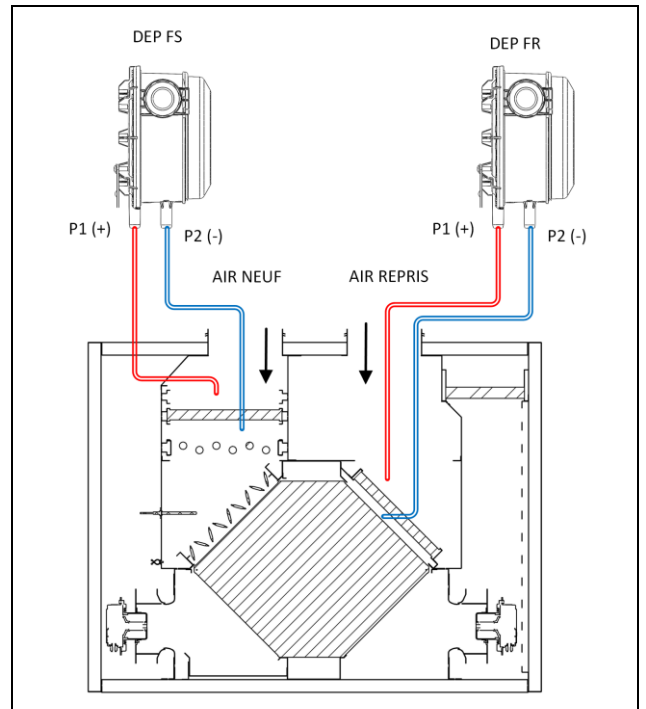 DEP FS
DEP FR
P1 (+)
P2 (-)
P1 (+)
P2 (-)
AIR NEUF
AIR REPRIS